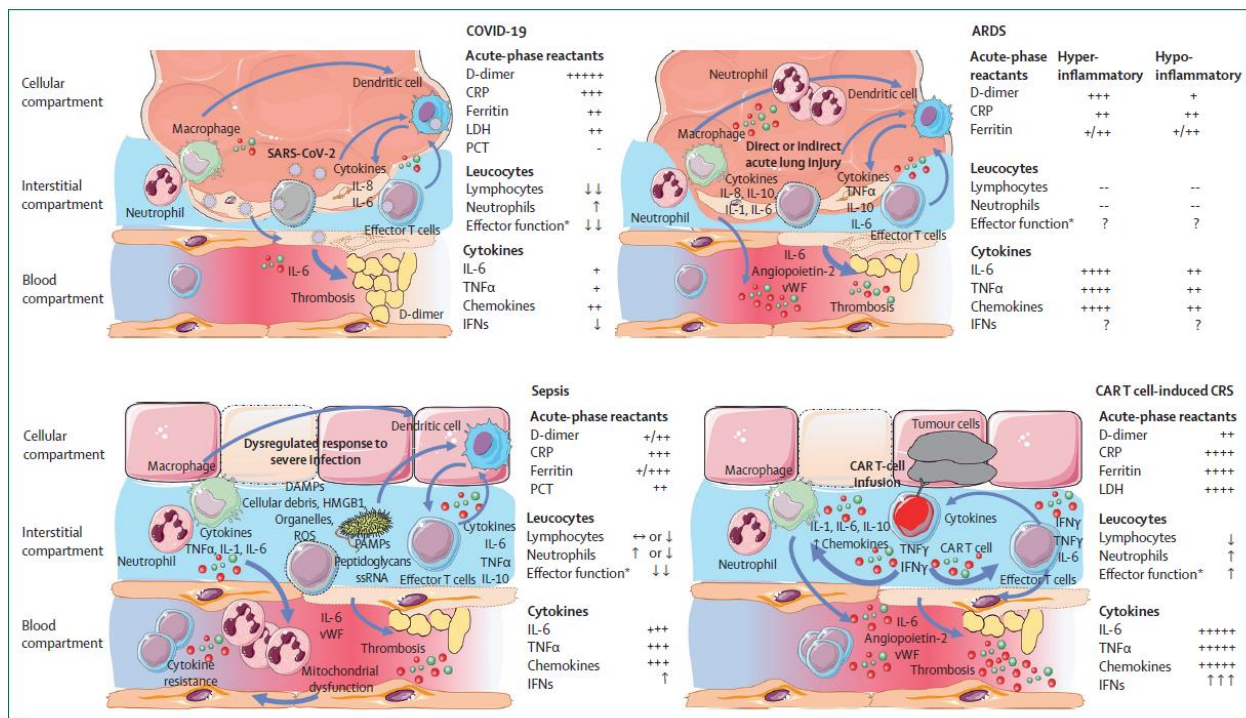 COVID-19
Cellular
compartment
Interstitial
compartment
Blood
compartment
Dendritic cell
Macrophage
SARS-CoV-2
Cytokines
IL-8
IL-6
Neutrophil
Effector T cells
IL-6
Thrombosis
D-dimer
Acute-phase reactants
D-dimer +++++
CRP +++
Ferritin ++
LDH ++
PCT -
Leucocytes
Lymphocytes ↓↓
Neutrophils ↑
Effector function* ↓↓
Cytokines
IL-6 +
TNFα +
Chemokines ++
IFNs ↓
ARDS
Neutrophil
Dendritic cell
Macrophage
Direct or indirect
acute lung injury
Cytokines
IL-8, IL-10,
IL-1, IL-6
Cytokines
TNFα
IL-10
IL-6
Neutrophil
Effector T cells
IL-6
Angiopoietin-2
vWF
Thrombosis
Acute-phase Hyper- Hypo-
reactants inflammatory inflammatory
D-dimer +++ +
CRP ++ ++
Ferritin +/++ +/++
Leucocytes
Lymphocytes -- --
Neutrophils -- --
Effector function* ? ?
Cytokines
IL-6 ++++ ++
TNFα ++++ ++
Chemokines ++++ ++
IFNs ? ?
Sepsis
Cellular
compartment
Interstitial
compartment
Blood
compartment
Dendritic cell
Dysregulated response to
severe infection
Macrophage
DAMPs
Cellular debris, HMGB1,
Organelles,
ROS
Cytokines
TNFα, IL-1, IL-6
Neutrophil
PAMPs
Peptidoglycans
ssRNA
Effector T cells
Cytokines
IL-6
TNFα
IL-10
IL-6
vWF
Thrombosis
Cytokine
resistance
Mitochondrial
dysfunction
Acute-phase reactants
D-dimer +/++
CRP +++
Ferritin +/+++
PCT ++
Leucocytes
Lymphocytes ↔ or ↓
Neutrophils ↑ or ↓
Effector function* ↓↓
Cytokines
IL-6 +++
TNFα +++
Chemokines +++
IFNs ↑
CAR T cell-induced CRS
Tumour cells
Macrophage
CAR T-cell
infusion
IL-1, IL-6, IL-10
↑Chemokines
Cytokines
TNFγ
IFNγ
CAR T cell
IFNγ
TNFγ
IL-6
Neutrophil
Effector T cells
IL-6
Angiopoietin-2
vWF
Thrombosis
Acute-phase reactants
D-dimer ++
CRP ++++
Ferritin ++++
LDH ++++
Leucocytes
Lymphocytes ↓
Neutrophils ↑
Effector function* ↑
Cytokines
IL-6 +++++
TNFα +++++
Chemokines +++++
IFNs ↑↑↑